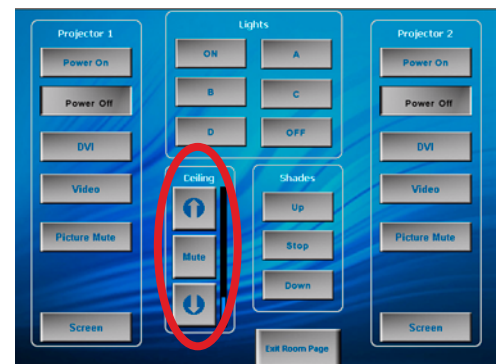 Projector 1
Power On
Power Off
DVI
Video
Picture Mute
Screen
Lights
ON
A
B
C
D
OFF
Ceiling
Mute
Shades
Up
Stop
Down
Exit Room Page
Projector 2
Power On
Power Off
DVI
Video
Picture Mute
Screen